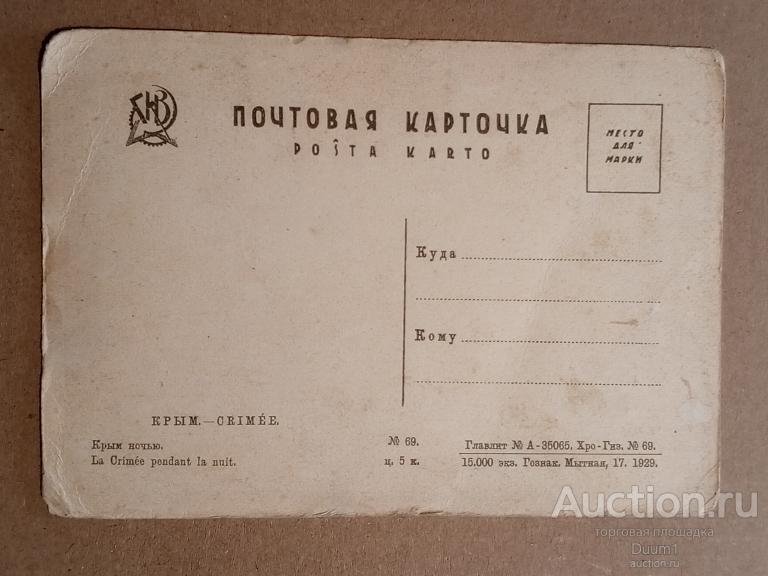 ГИЗ
ПОЧТОВАЯ КАРТОЧКА
POŜTA KARTO
МЕСТО
ДЛЯ
МАРКИ
Куда
Кому
КРЫМ.—CRIMÉE.
Крым ночью.
La Crimée pendant la nuit.
№ 69.
ц. 5 к.
Главлит № А-35065. Хро-Гиз. № 69.
15.000 экз. Гознак. Мытная, 17. 1929.
Auction.ru
торговая площадка
Duum1
auction.ru